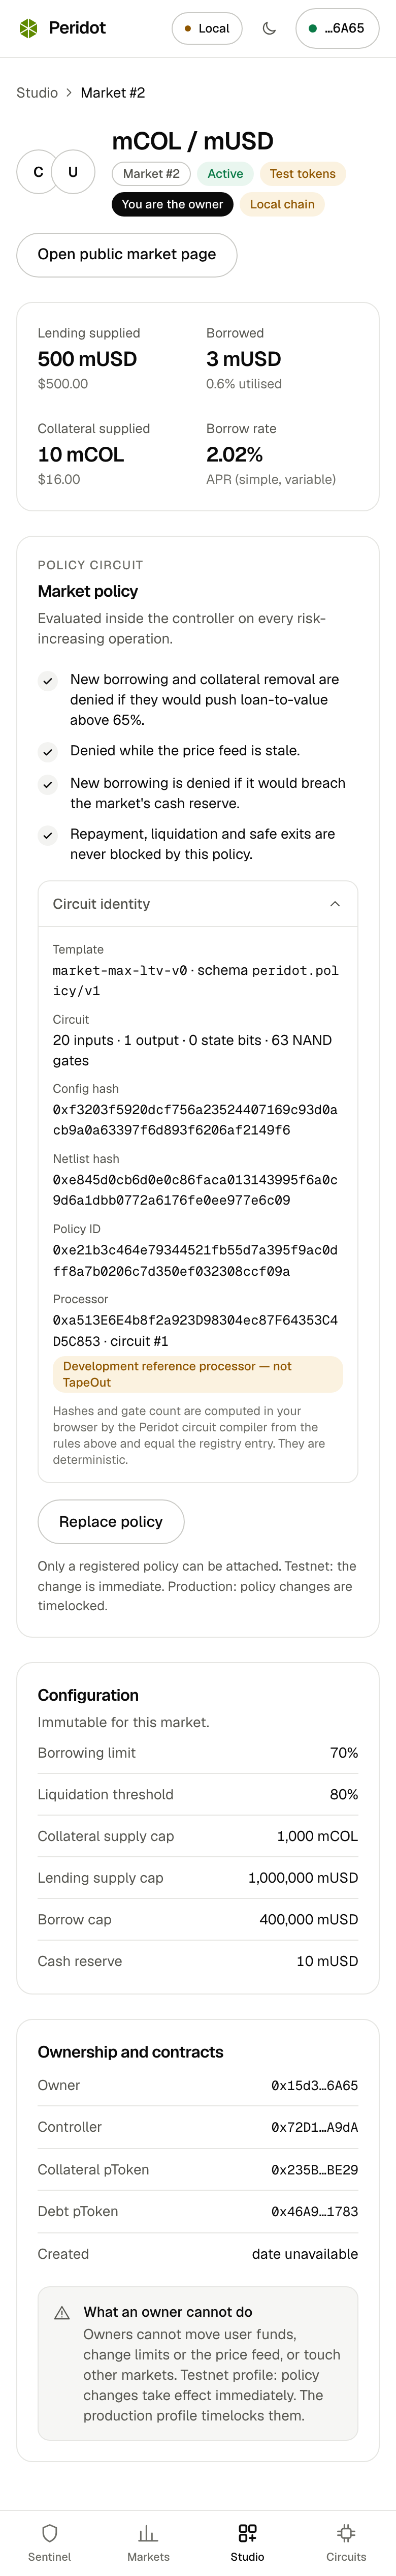 Peridot
Local
...6A65
Studio > Market #2
C U
mCOL / mUSD
Market #2 Active Test tokens
You are the owner Local chain
Open public market page
Lending supplied Borrowed
500 mUSD 3 mUSD
$500.00 0.6% utilised
Collateral supplied Borrow rate
10 mCOL 2.02%
$16.00 APR (simple, variable)
POLICY CIRCUIT
Market policy
Evaluated inside the controller on every risk-
increasing operation.
New borrowing and collateral removal are
denied if they would push loan-to-value
above 65%.
Denied while the price feed is stale.
New borrowing is denied if it would breach
the market's cash reserve.
Repayment, liquidation and safe exits are
never blocked by this policy.
Circuit identity
Template
market-max-ltv-v0 · schema peridot.pol
icy/v1
Circuit
20 inputs · 1 output · 0 state bits · 63 NAND
gates
Config hash
0xf3203f5920dcf756a23524407169c93d0a
cb9a0a63397f6d893f6206af2149f6
Netlist hash
0xe845d0cb6d0e0c86faca013143995f6a0c
9d6a1dbb0772a6176fe0ee977e6c09
Policy ID
0xe21b3c464e79344521fb55d7a395f9ac0d
ff8a7b0206c7d350ef032308ccf09a
Processor
0xa513E6E4b8f2a923D98304ec87F64353C4
D5C853 · circuit #1
Development reference processor — not
TapeOut
Hashes and gate count are computed in your
browser by the Peridot circuit compiler from the
rules above and equal the registry entry. They are
deterministic.
Replace policy
Only a registered policy can be attached. Testnet: the
change is immediate. Production: policy changes are
timelocked.
Configuration
Immutable for this market.
Borrowing limit 70%
Liquidation threshold 80%
Collateral supply cap 1,000 mCOL
Lending supply cap 1,000,000 mUSD
Borrow cap 400,000 mUSD
Cash reserve 10 mUSD
Ownership and contracts
Owner 0x15d3…6A65
Controller 0x72D1…A9dA
Collateral pToken 0x235B…BE29
Debt pToken 0x46A9…1783
Created date unavailable
What an owner cannot do
Owners cannot move user funds,
change limits or the price feed, or touch
other markets. Testnet profile: policy
changes take effect immediately. The
production profile timelocks them.
Sentinel Markets Studio Circuits